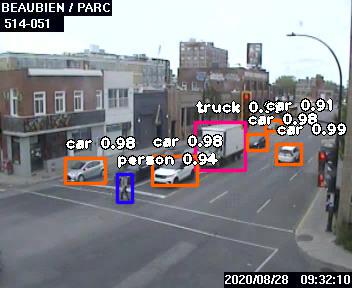 BEAUBIEN / PARC
514-051
truck 0.
car 0.91
car 0.98
car 0.99
car 0.98
car 0.98
person 0.94
2020/08/28 09:32:10